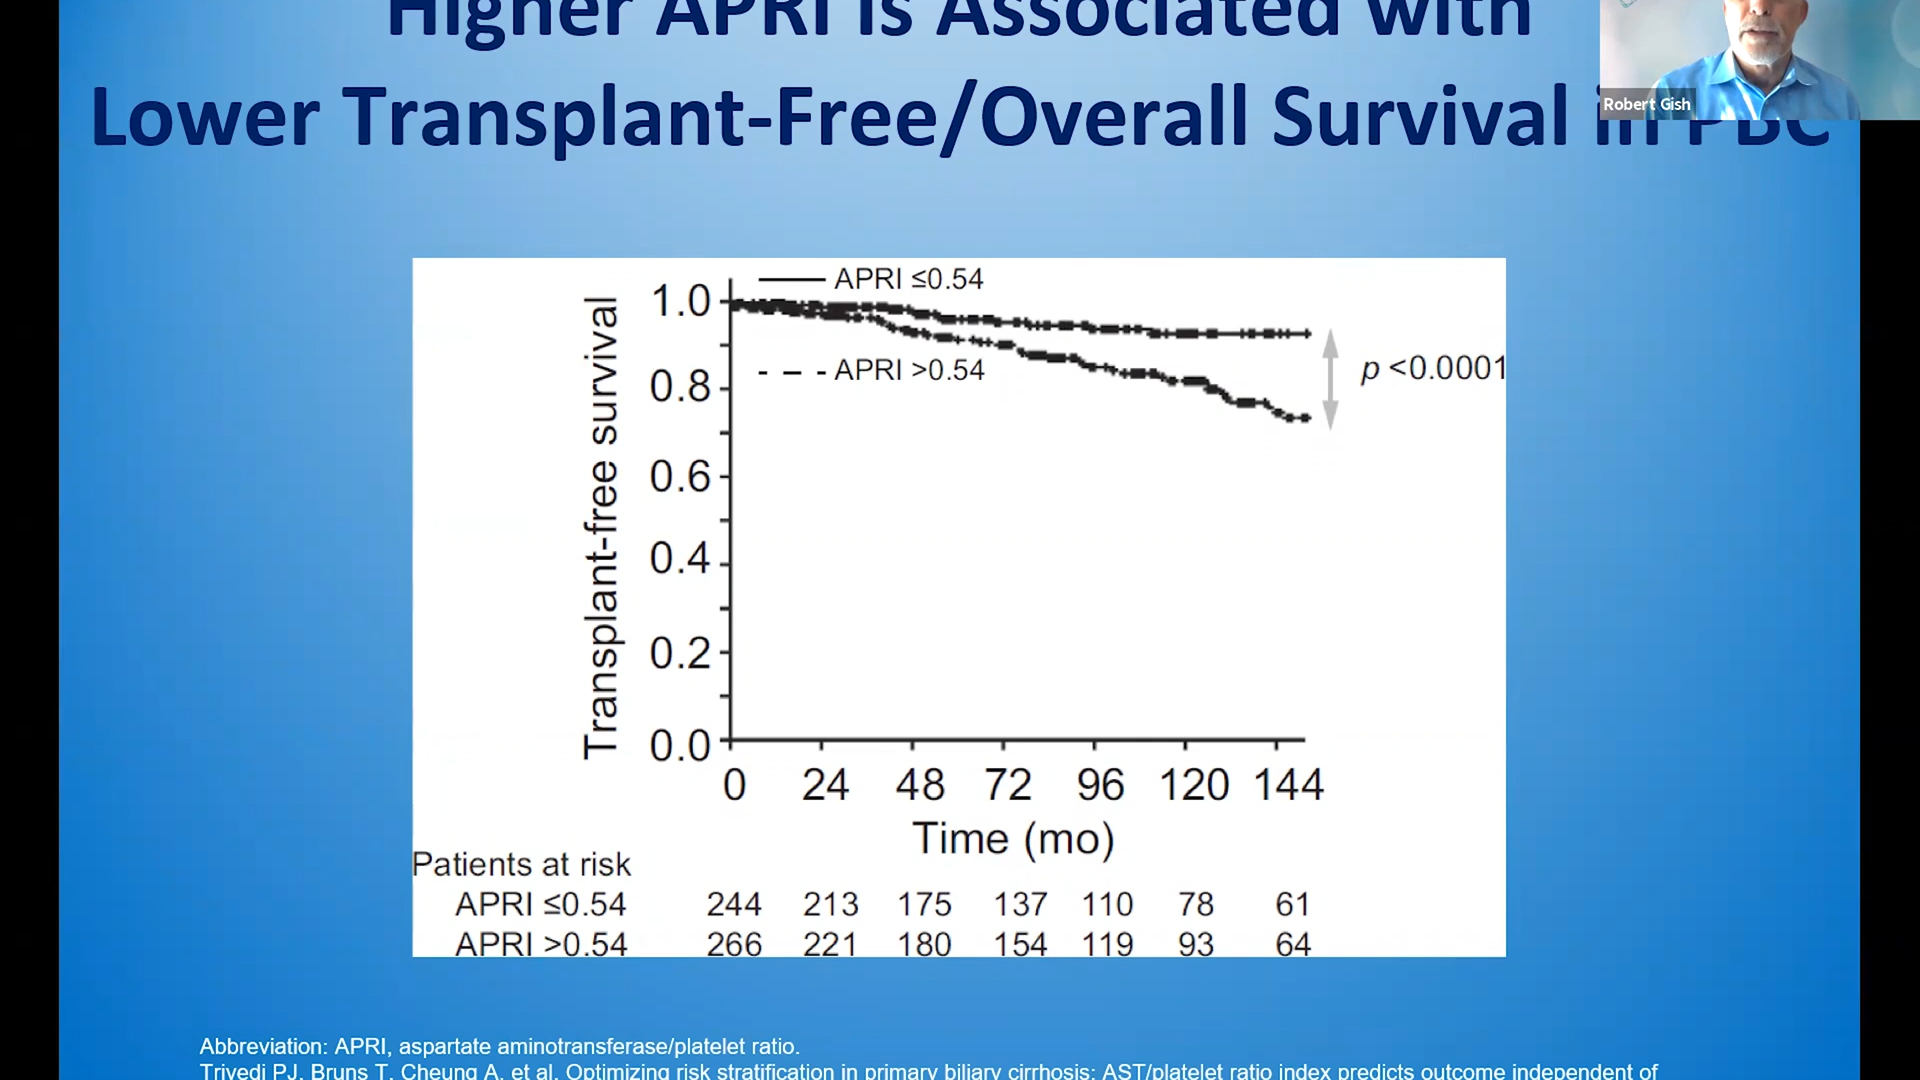 Higher APRI is Associated with
Lower Transplant-Free/Overall Survival in PBC
Robert Gish
APRI ≤0.54
APRI >0.54
p <0.0001
Transplant-free survival
1.0
0.8
0.6
0.4
0.2
0.0
0 24 48 72 96 120 144
Time (mo)
Patients at risk
APRI ≤0.54 244 213 175 137 110 78 61
APRI >0.54 266 221 180 154 119 93 64
Abbreviation: APRI, aspartate aminotransferase/platelet ratio.
Trivedi PJ, Bruns T, Cheung A, et al. Optimizing risk stratification in primary biliary cirrhosis: AST/platelet ratio index predicts outcome independent of